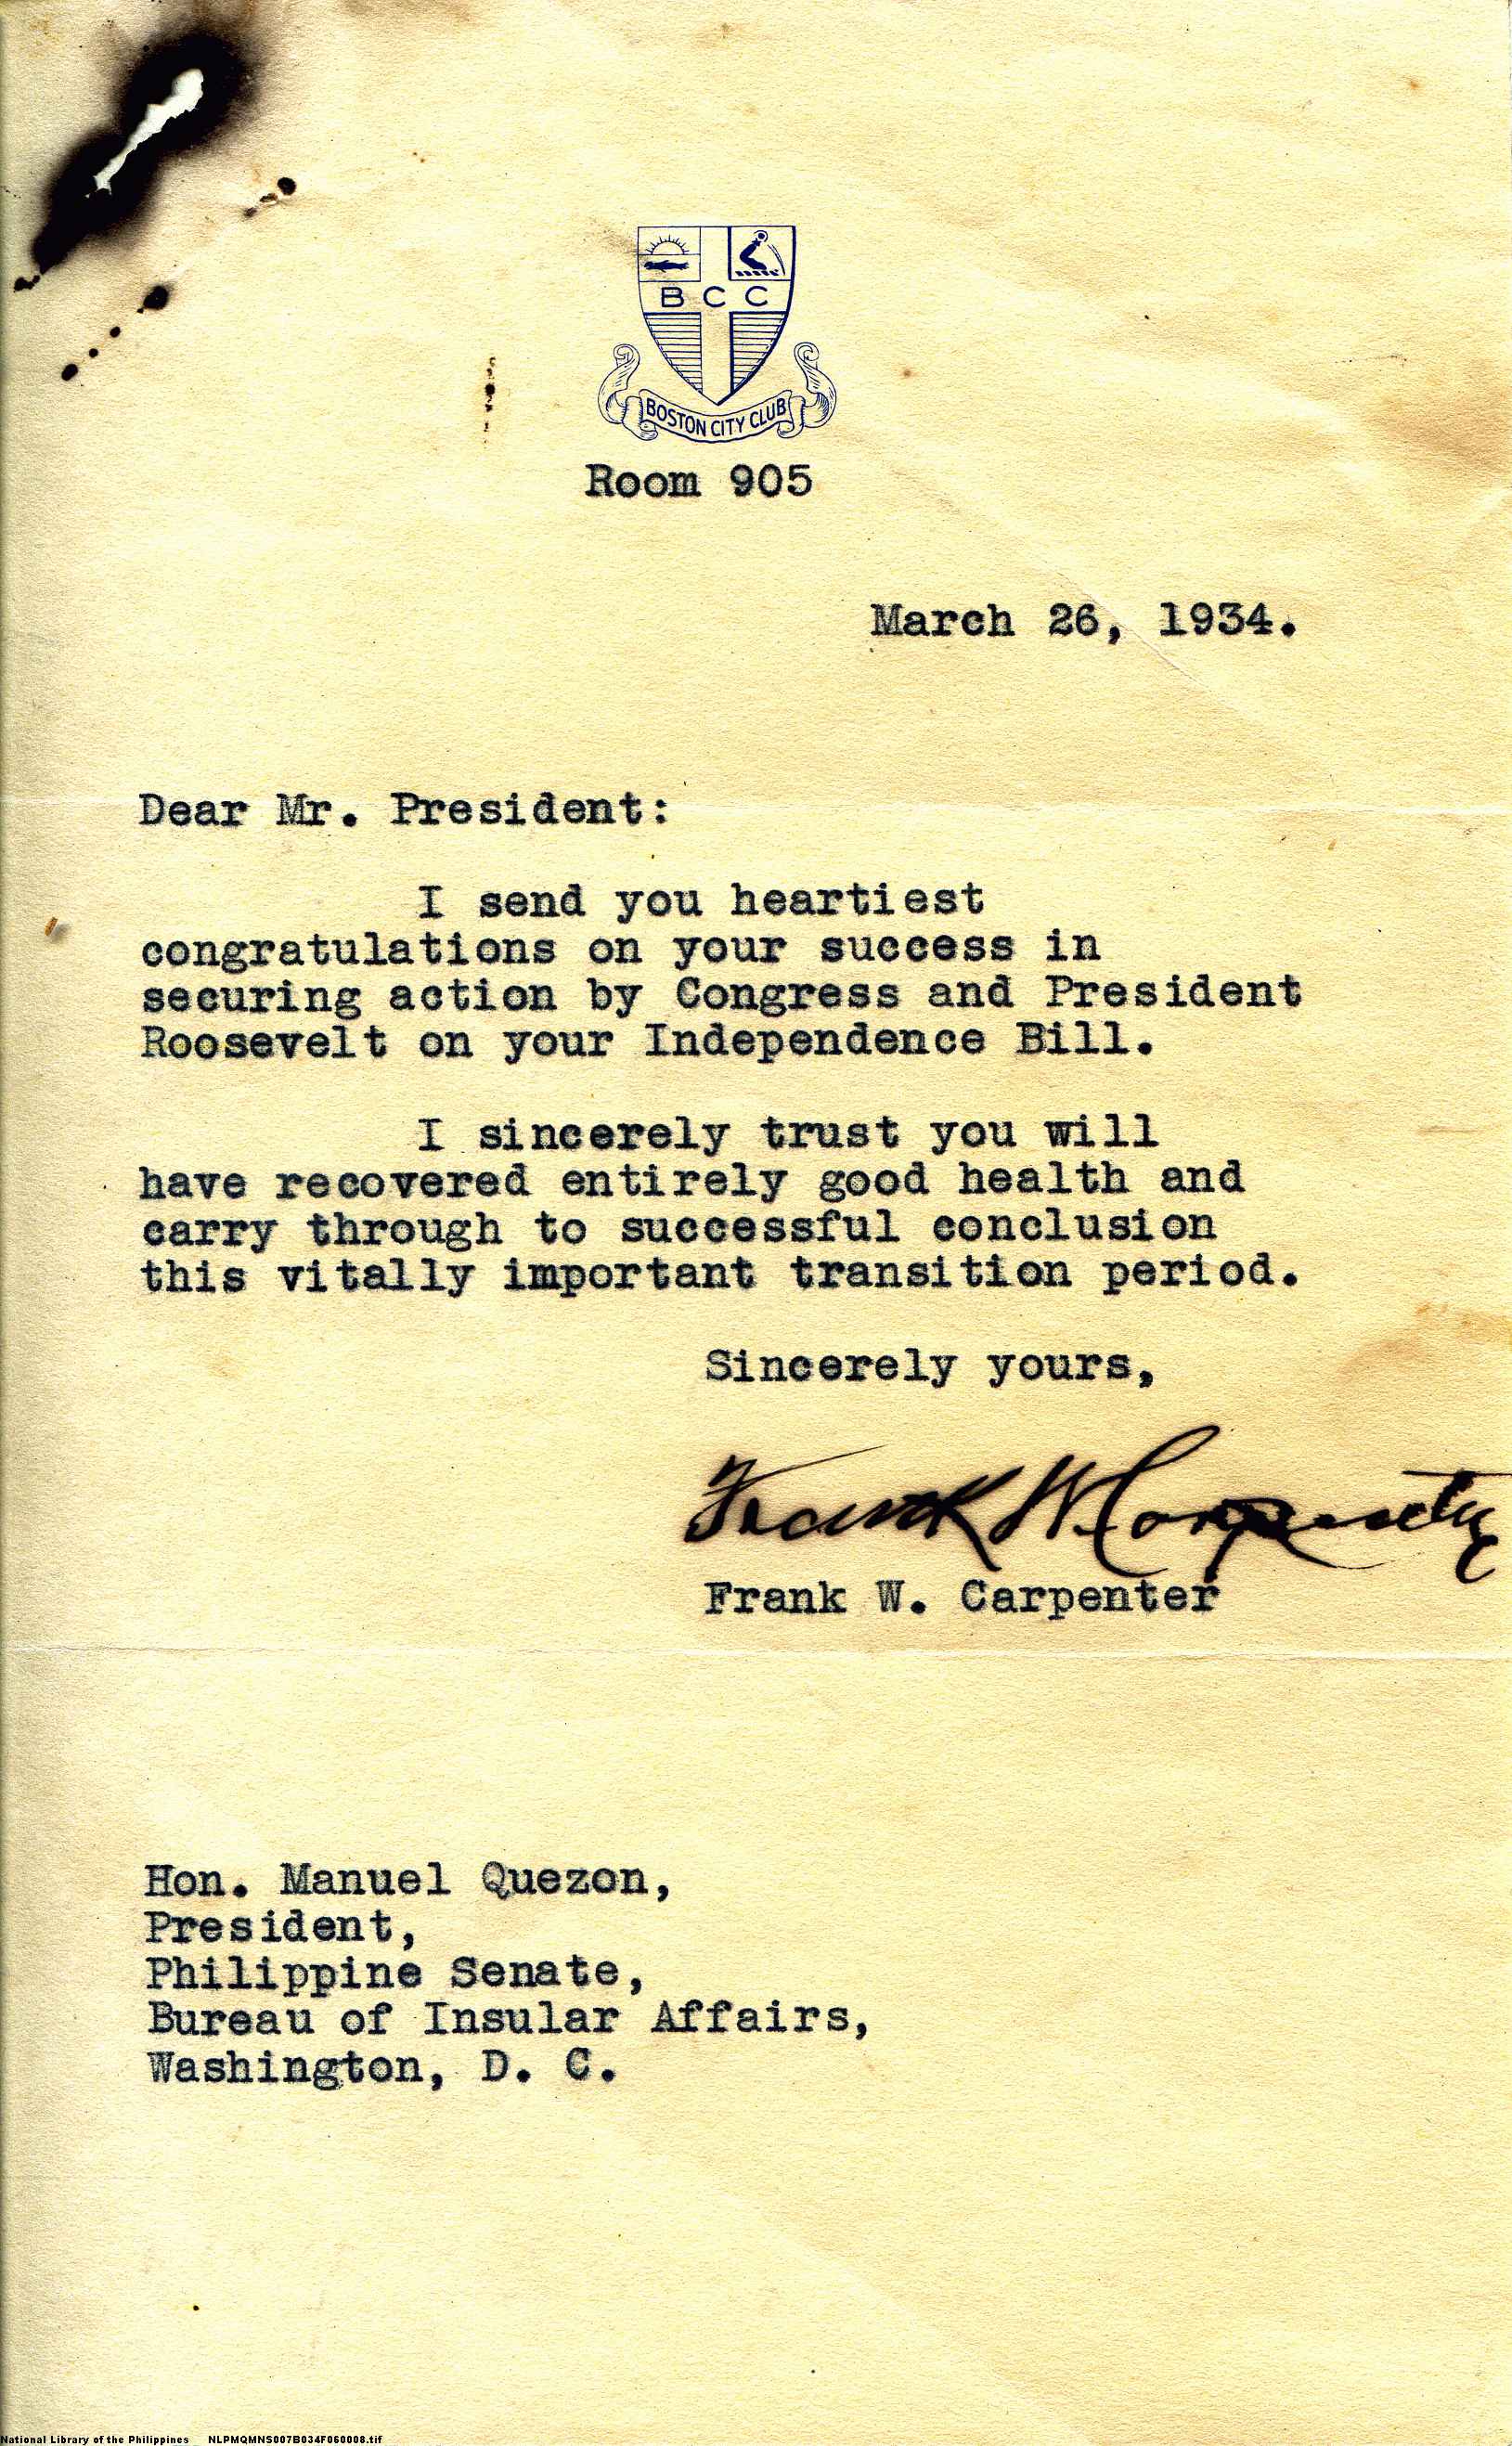 B C C
BOSTON CITY CLUB
Room 905
March 26, 1934.
Dear Mr. President:
I send you heartiest
congratulations on your success in
securing action by Congress and President
Roosevelt on your Independence Bill.
I sincerely trust you will
have recovered entirely good health and
carry through to successful conclusion
this vitally important transition period.
Sincerely yours,
Frank W. Carpenter
Frank W. Carpenter
Hon. Manuel Quezon,
President,
Philippine Senate,
Bureau of Insular Affairs,
Washington, D. C.
National Library of the Philippines NLPMQMNS007B034F060008.tif